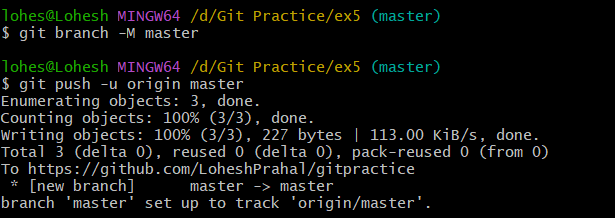 lohes@Lohesh MINGW64 /d/Git Practice/ex5 (master)
$ git branch -M master
lohes@Lohesh MINGW64 /d/Git Practice/ex5 (master)
$ git push -u origin master
Enumerating objects: 3, done.
Counting objects: 100% (3/3), done.
Writing objects: 100% (3/3), 227 bytes | 113.00 KiB/s, done.
Total 3 (delta 0), reused 0 (delta 0), pack-reused 0 (from 0)
To https://github.com/LoheshPrahal/gitpractice
 * [new branch]      master -> master
branch 'master' set up to track 'origin/master'.